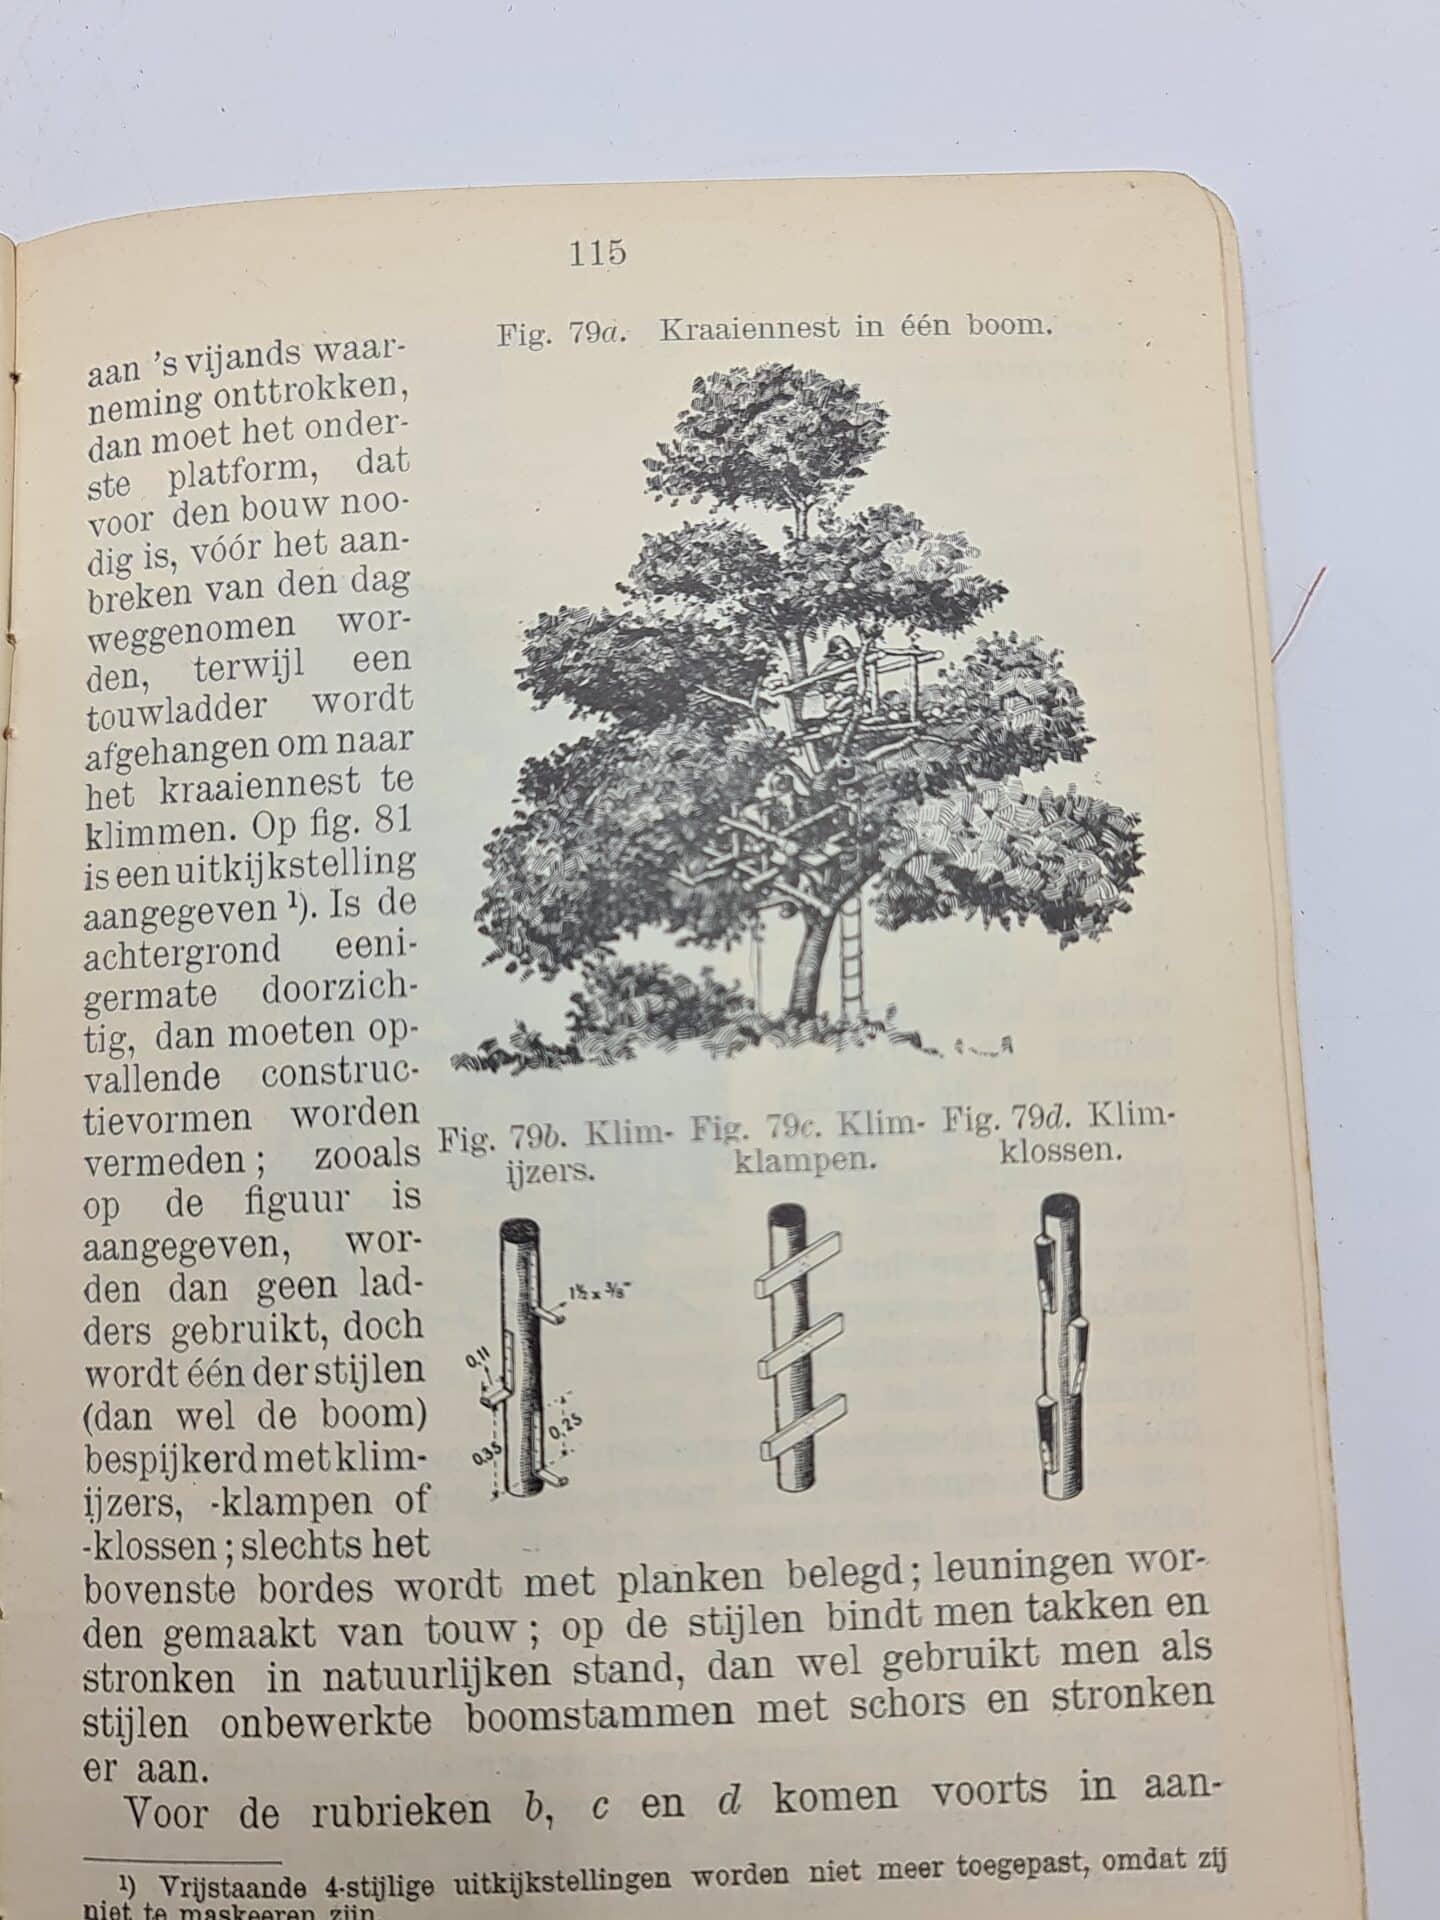 115
Fig. 79a. Kraaiennest in één boom.
aan 's vijands waar-
neming onttrokken,
dan moet het onder-
ste platform, dat
voor den bouw noo-
dig is, vóór het aan-
breken van den dag
weggenomen wor-
den, terwijl een
touwladder wordt
afgehangen om naar
het kraaiennest te
klimmen. Op fig. 81
is een uitkijkstelling
aangegeven ¹). Is de
achtergrond eeni-
germate doorzich-
tig, dan moeten op-
vallende construc-
tievormen worden
vermeden; zooals
op de figuur is
aangegeven, wor-
den dan geen lad-
ders gebruikt, doch
wordt één der stijlen
(dan wel de boom)
bespijkerd met klim-
ijzers, -klampen of
-klossen; slechts het
Fig. 79b. Klim-
ijzers.
Fig. 79c. Klim-
klampen.
Fig. 79d. Klim-
klossen.
1½ x ⅜"
0,11
0,35
0,25
bovenste bordes wordt met planken belegd; leuningen wor-
den gemaakt van touw; op de stijlen bindt men takken en
stronken in natuurlijken stand, dan wel gebruikt men als
stijlen onbewerkte boomstammen met schors en stronken
er aan.
Voor de rubrieken b, c en d komen voorts in aan-
¹) Vrijstaande 4-stijlige uitkijkstellingen worden niet meer toegepast, omdat zij
niet te maskeeren zijn.